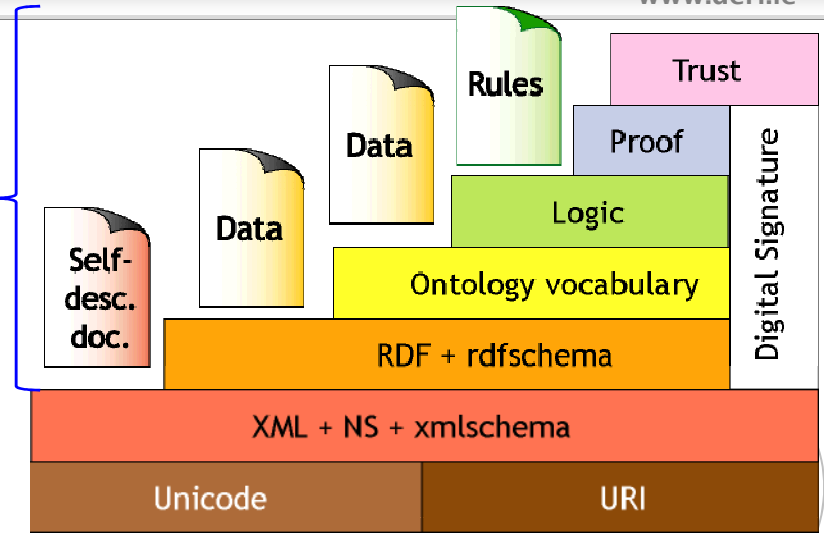 Rules
Trust
Data
Proof
Data
Logic
Self-
desc.
doc.
Ontology vocabulary
Digital Signature
RDF + rdfschema
XML + NS + xmlschema
Unicode
URI